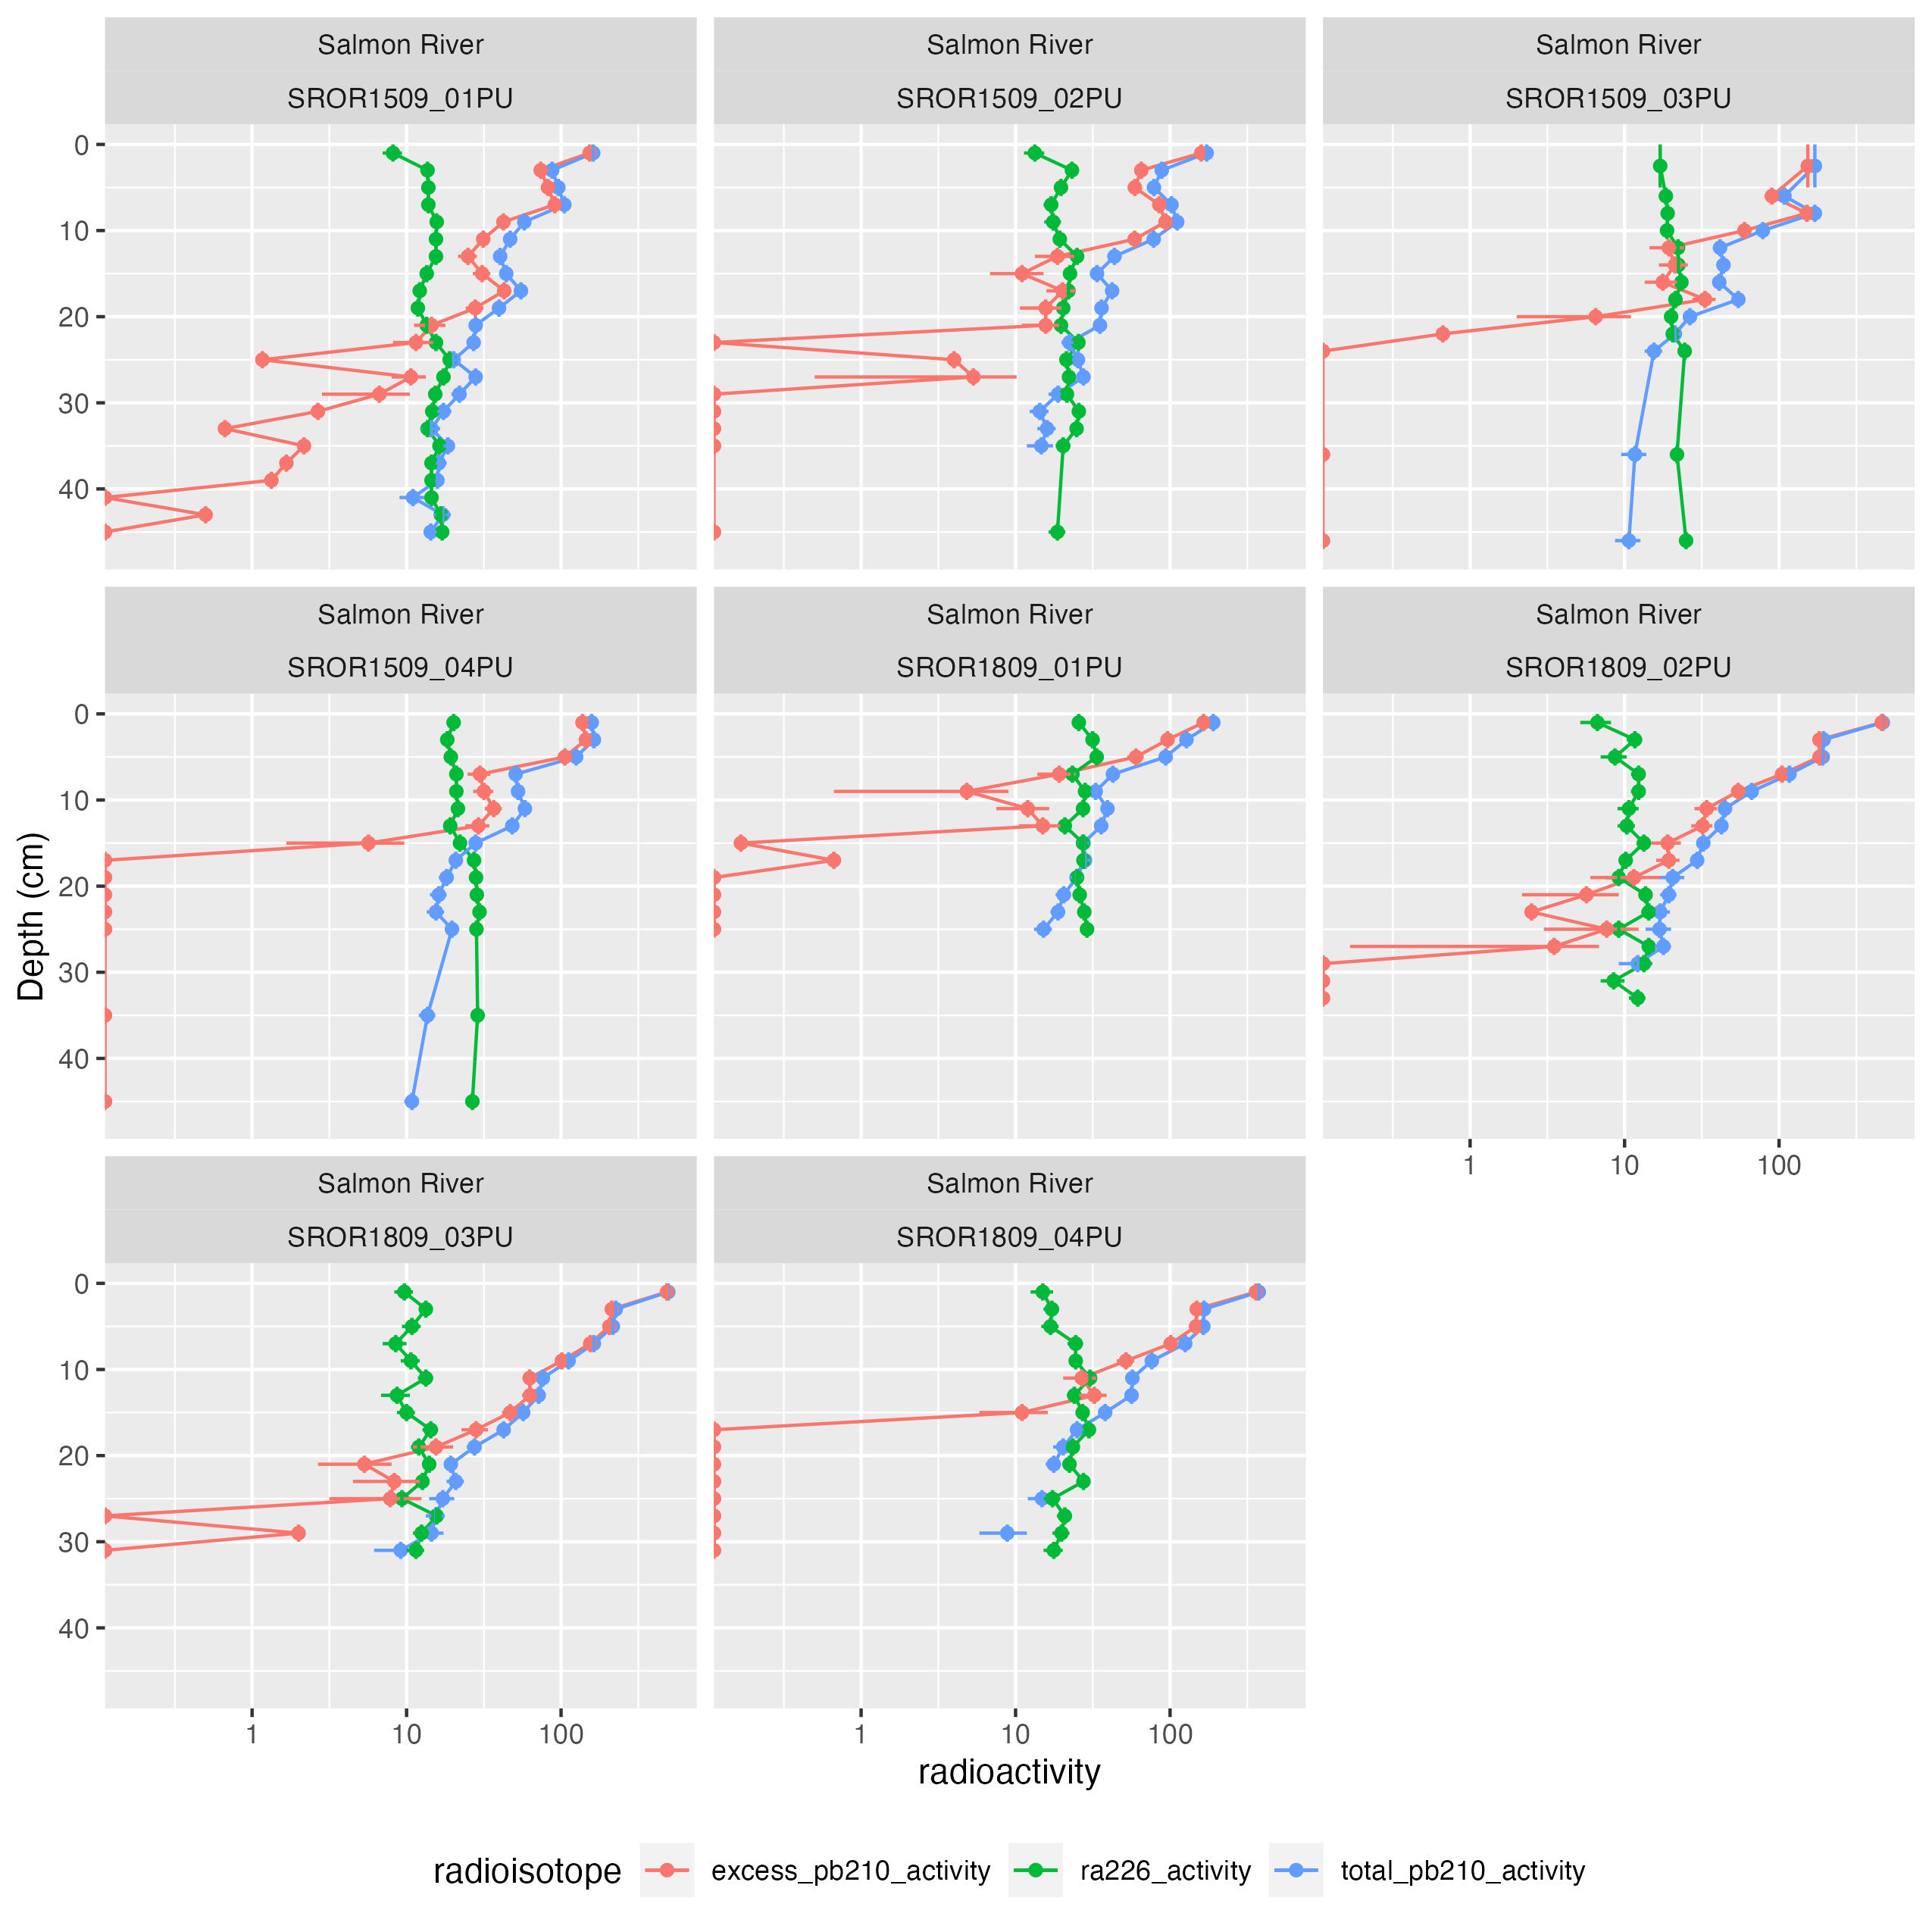 Salmon River
SROR1509_01PU
Salmon River
SROR1509_02PU
Salmon River
SROR1509_03PU
0
10
20
30
40
Salmon River
SROR1509_04PU
Salmon River
SROR1809_01PU
Salmon River
SROR1809_02PU
0
10
20
30
40
1 10 100
Depth (cm)
Salmon River
SROR1809_03PU
Salmon River
SROR1809_04PU
0
10
20
30
40
1 10 100
1 10 100
radioactivity
radioisotope excess_pb210_activity ra226_activity total_pb210_activity